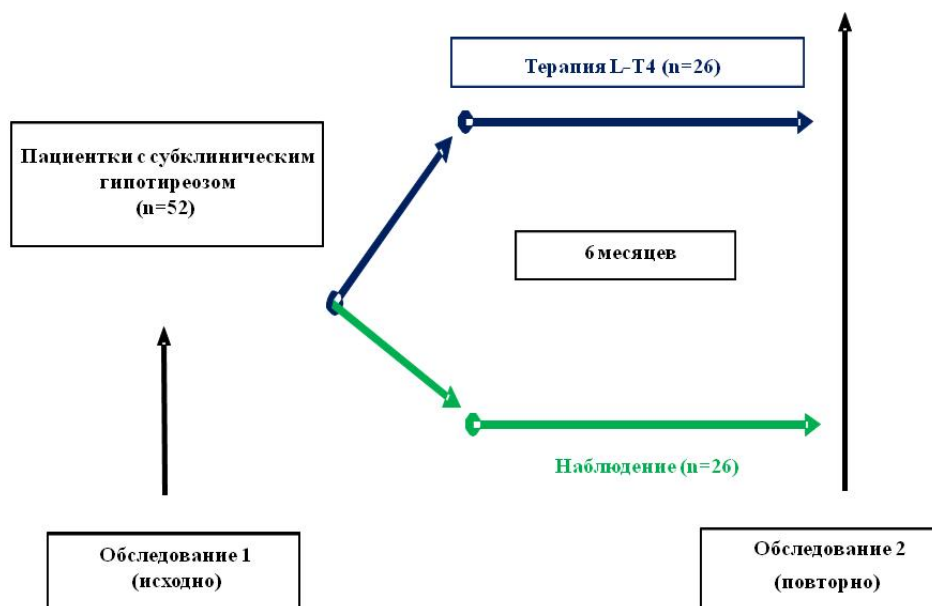 Терапия L-T4 (n=26)
Пациентки с субклиническим
гипотиреозом
(n=52)
6 месяцев
Наблюдение (n=26)
Обследование 1
(исходно)
Обследование 2
(повторно)